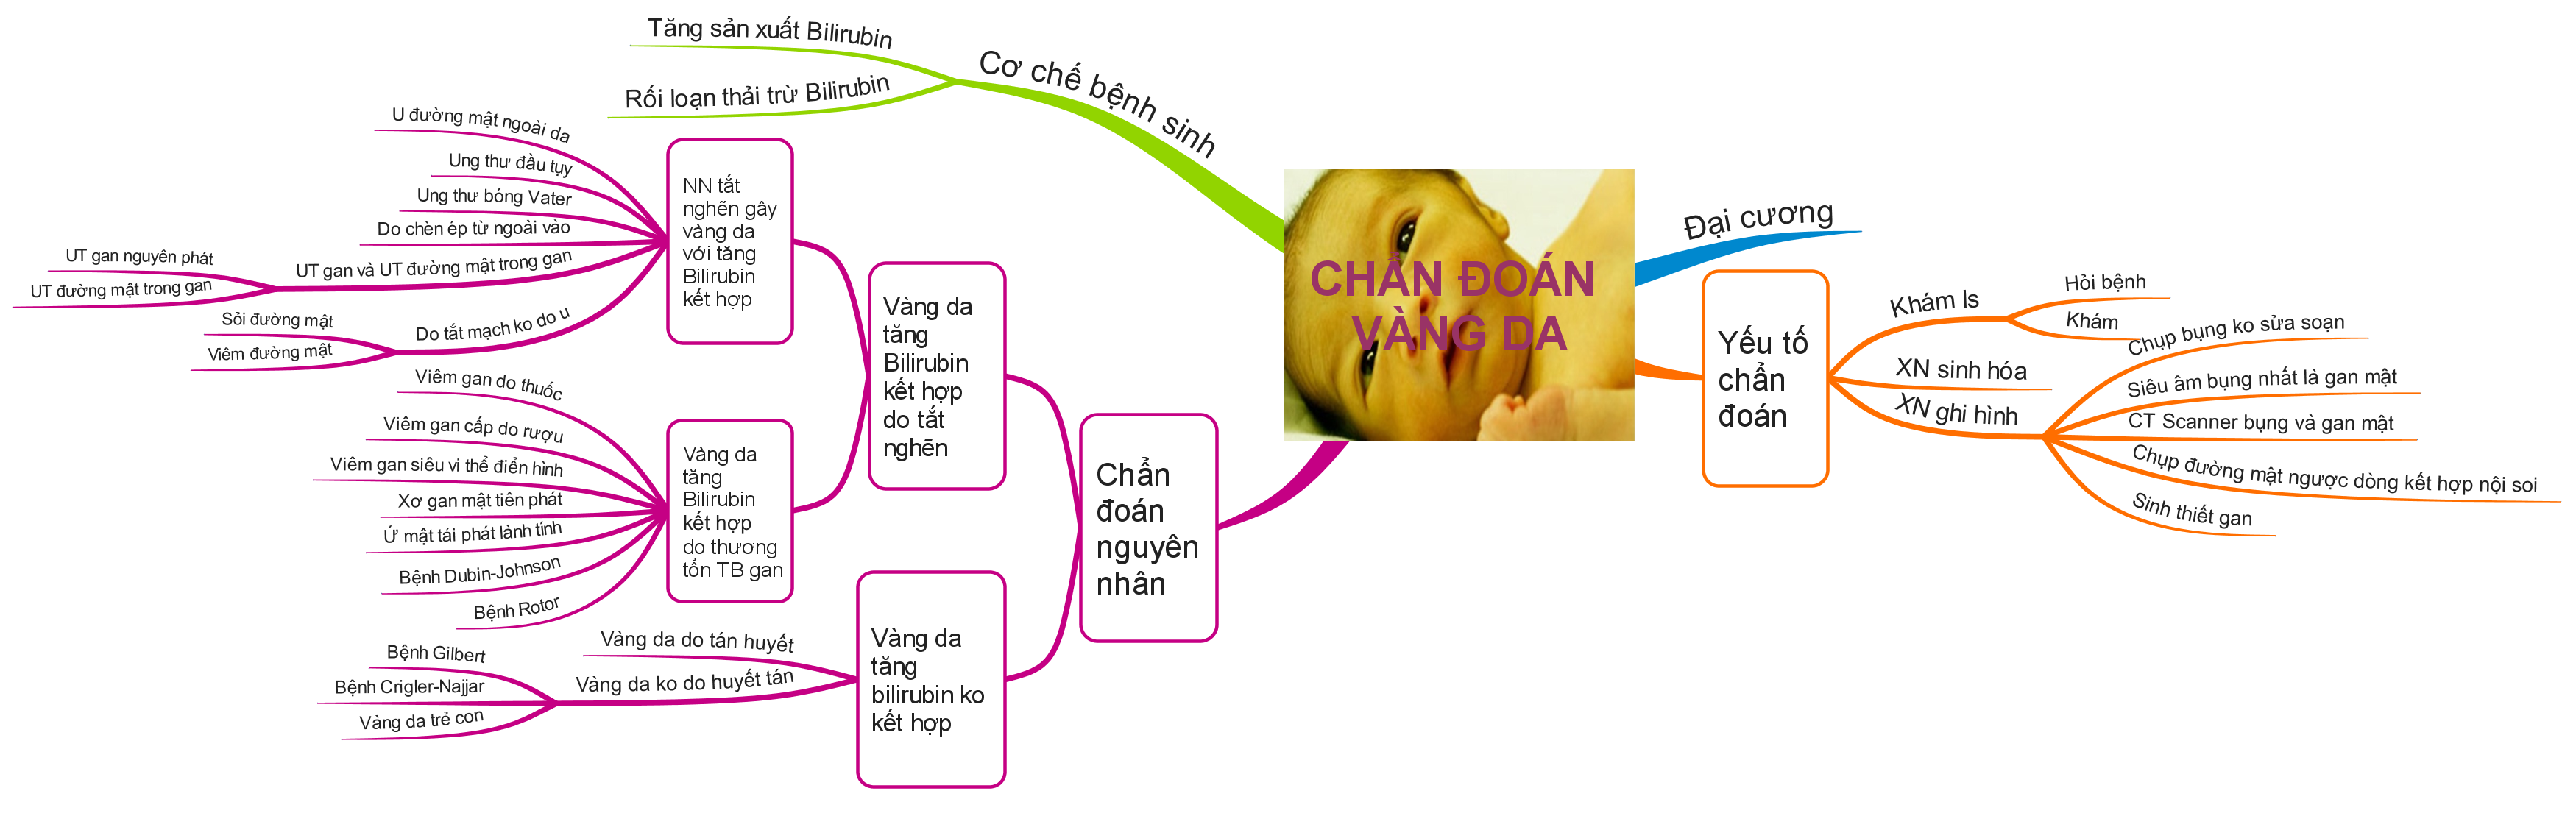 CHẨN ĐOÁN
VÀNG DA
Đại cương
Yếu tố
chẩn
đoán
Khám ls
Hỏi bệnh
Khám
XN sinh hóa
XN ghi hình
Chụp bụng ko sửa soạn
Siêu âm bụng nhất là gan mật
CT Scanner bụng và gan mật
Chụp đường mật ngược dòng kết hợp nội soi
Sinh thiết gan
Cơ chế bệnh sinh
Tăng sản xuất Bilirubin
Rối loạn thải trừ Bilirubin
Chẩn
đoán
nguyên
nhân
Vàng da
tăng
Bilirubin
kết hợp
do tắt
nghẽn
NN tắt
nghẽn gây
vàng da
với tăng
Bilirubin
kết hợp
U đường mật ngoài da
Ung thư đầu tụy
Ung thư bóng Vater
Do chèn ép từ ngoài vào
UT gan và UT đường mật trong gan
UT gan nguyên phát
UT đường mật trong gan
Do tắt mạch ko do u
Sỏi đường mật
Viêm đường mật
Vàng da
tăng
Bilirubin
kết hợp
do thương
tổn TB gan
Viêm gan do thuốc
Viêm gan cấp do rượu
Viêm gan siêu vi thể điển hình
Xơ gan mật tiên phát
Ứ mật tái phát lành tính
Bệnh Dubin-Johnson
Bệnh Rotor
Vàng da
tăng
bilirubin ko
kết hợp
Vàng da do tán huyết
Vàng da ko do huyết tán
Bệnh Gilbert
Bệnh Crigler-Najjar
Vàng da trẻ con